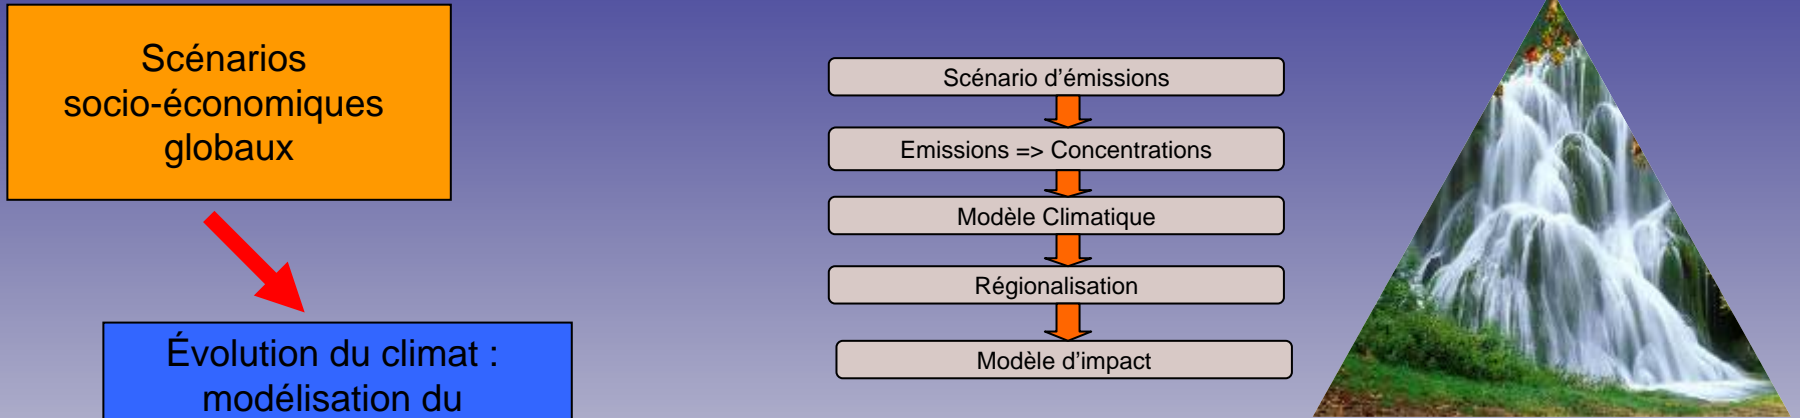 Scénarios
socio-économiques
globaux
Évolution du climat :
modélisation du
Scénario d’émissions
Emissions => Concentrations
Modèle Climatique
Régionalisation
Modèle d’impact